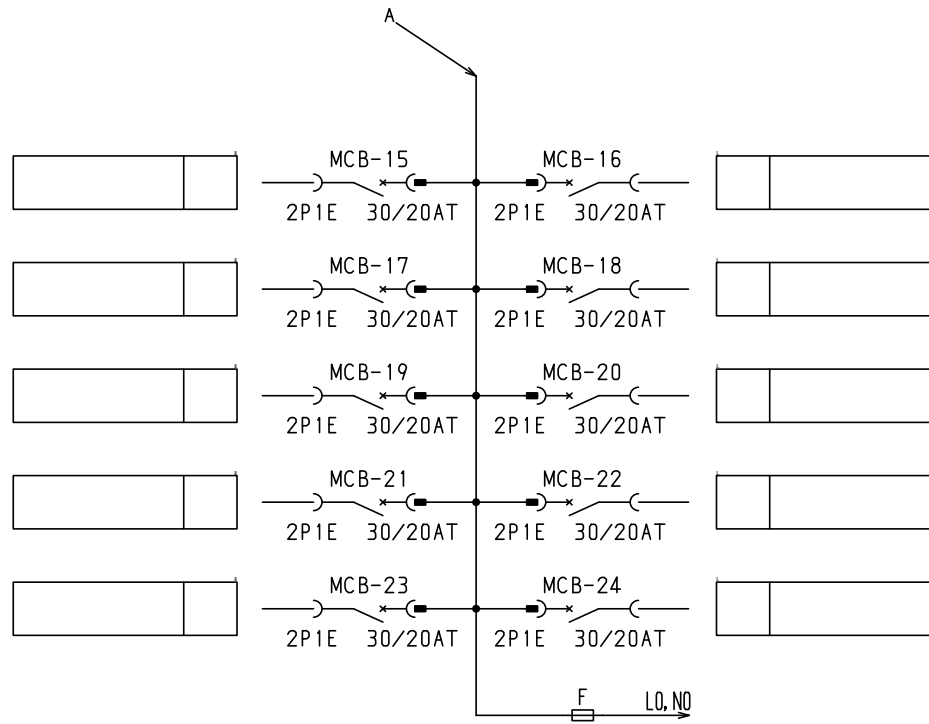 A
MCB-15 MCB-16
2P1E 30/20AT 2P1E 30/20AT
MCB-17 MCB-18
2P1E 30/20AT 2P1E 30/20AT
MCB-19 MCB-20
2P1E 30/20AT 2P1E 30/20AT
MCB-21 MCB-22
2P1E 30/20AT 2P1E 30/20AT
MCB-23 MCB-24
2P1E 30/20AT 2P1E 30/20AT
F L0,N0